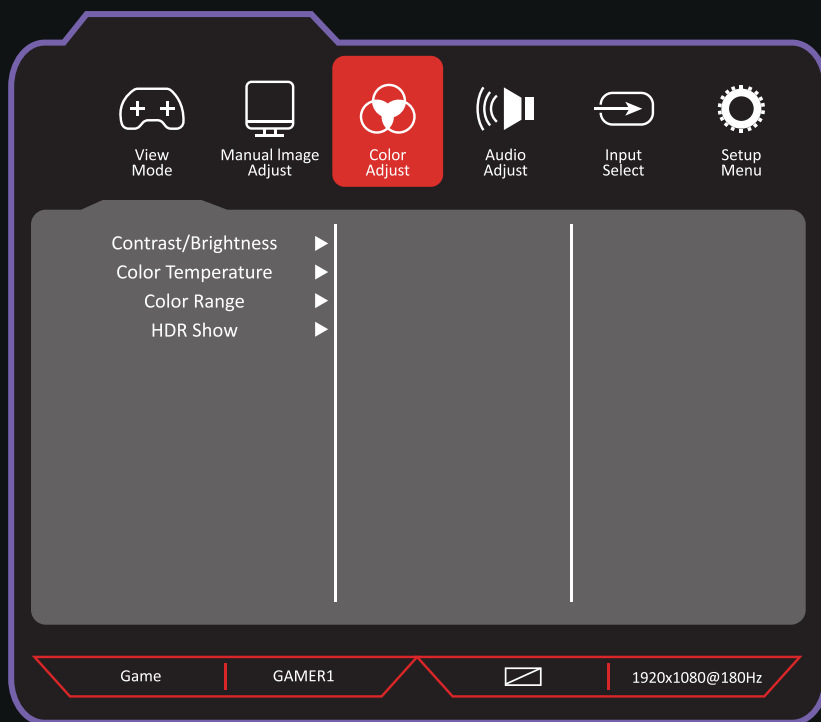 View
Mode
Manual Image
Adjust
Color
Adjust
Audio
Adjust
Input
Select
Setup
Menu
Contrast/Brightness
Color Temperature
Color Range
HDR Show
Game
GAMER1
1920x1080@180Hz